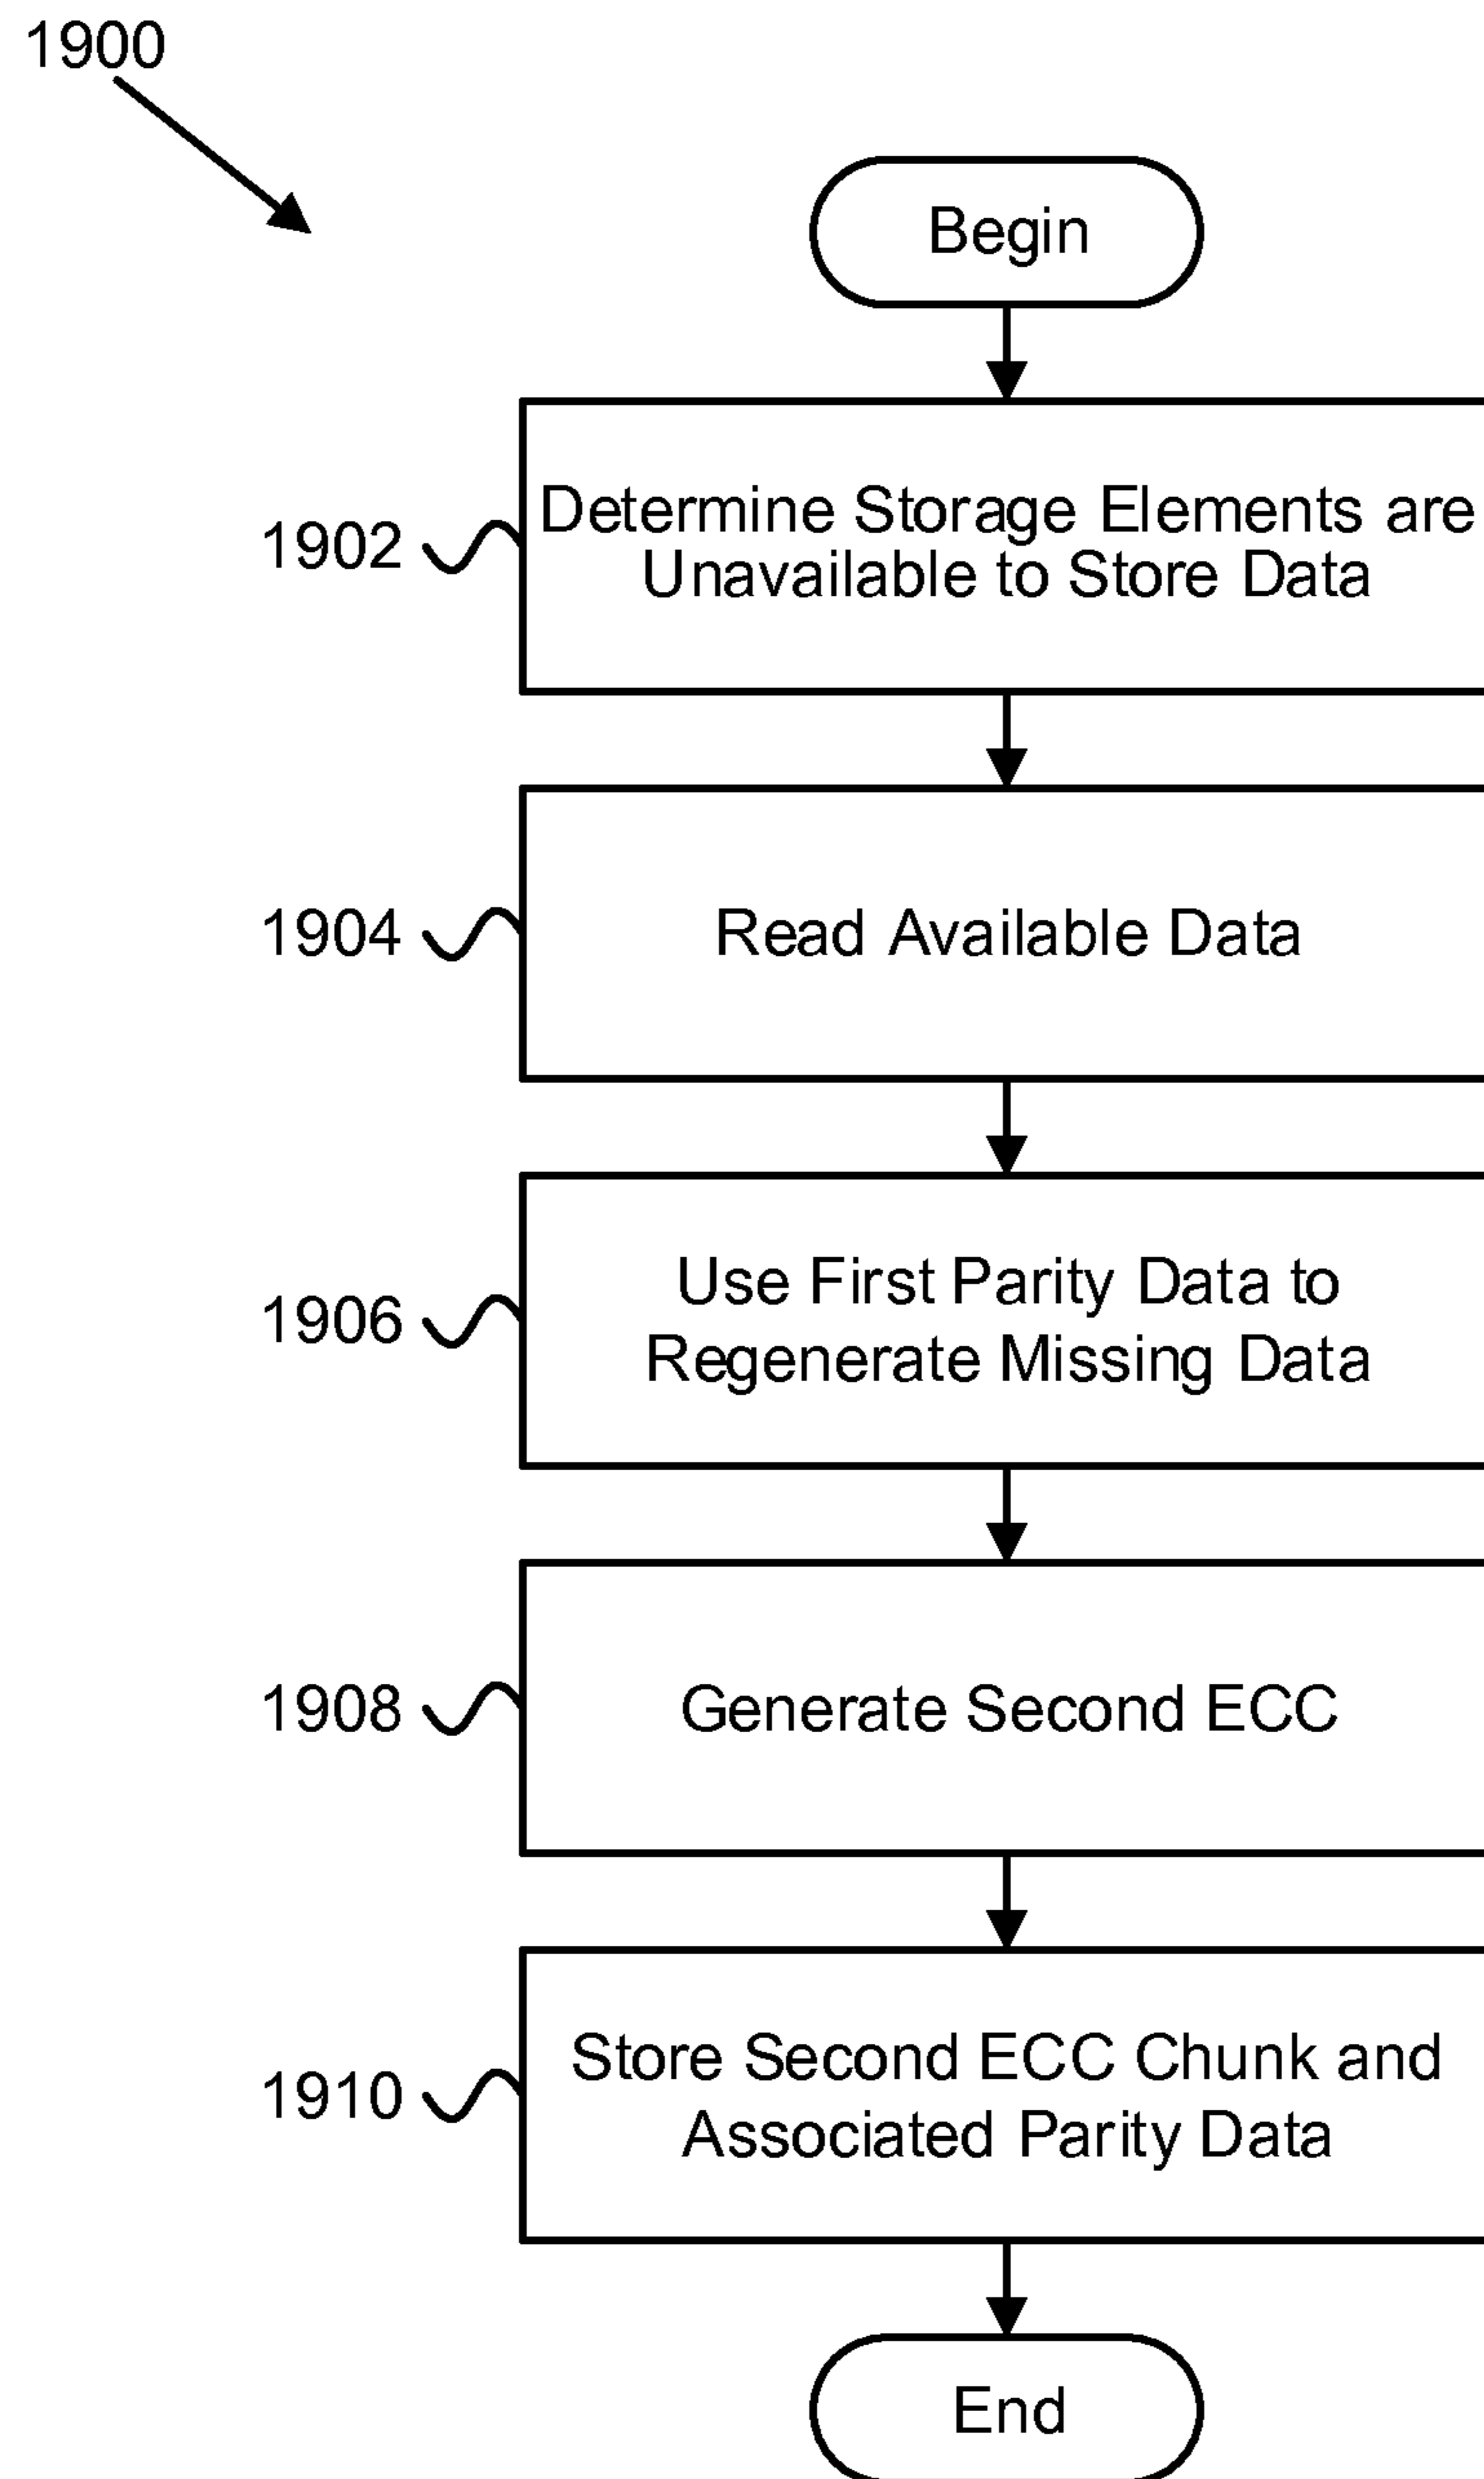 1900
Begin
1902
Determine Storage Elements are
Unavailable to Store Data
1904
Read Available Data
1906
Use First Parity Data to
Regenerate Missing Data
1908
Generate Second ECC
1910
Store Second ECC Chunk and
Associated Parity Data
End